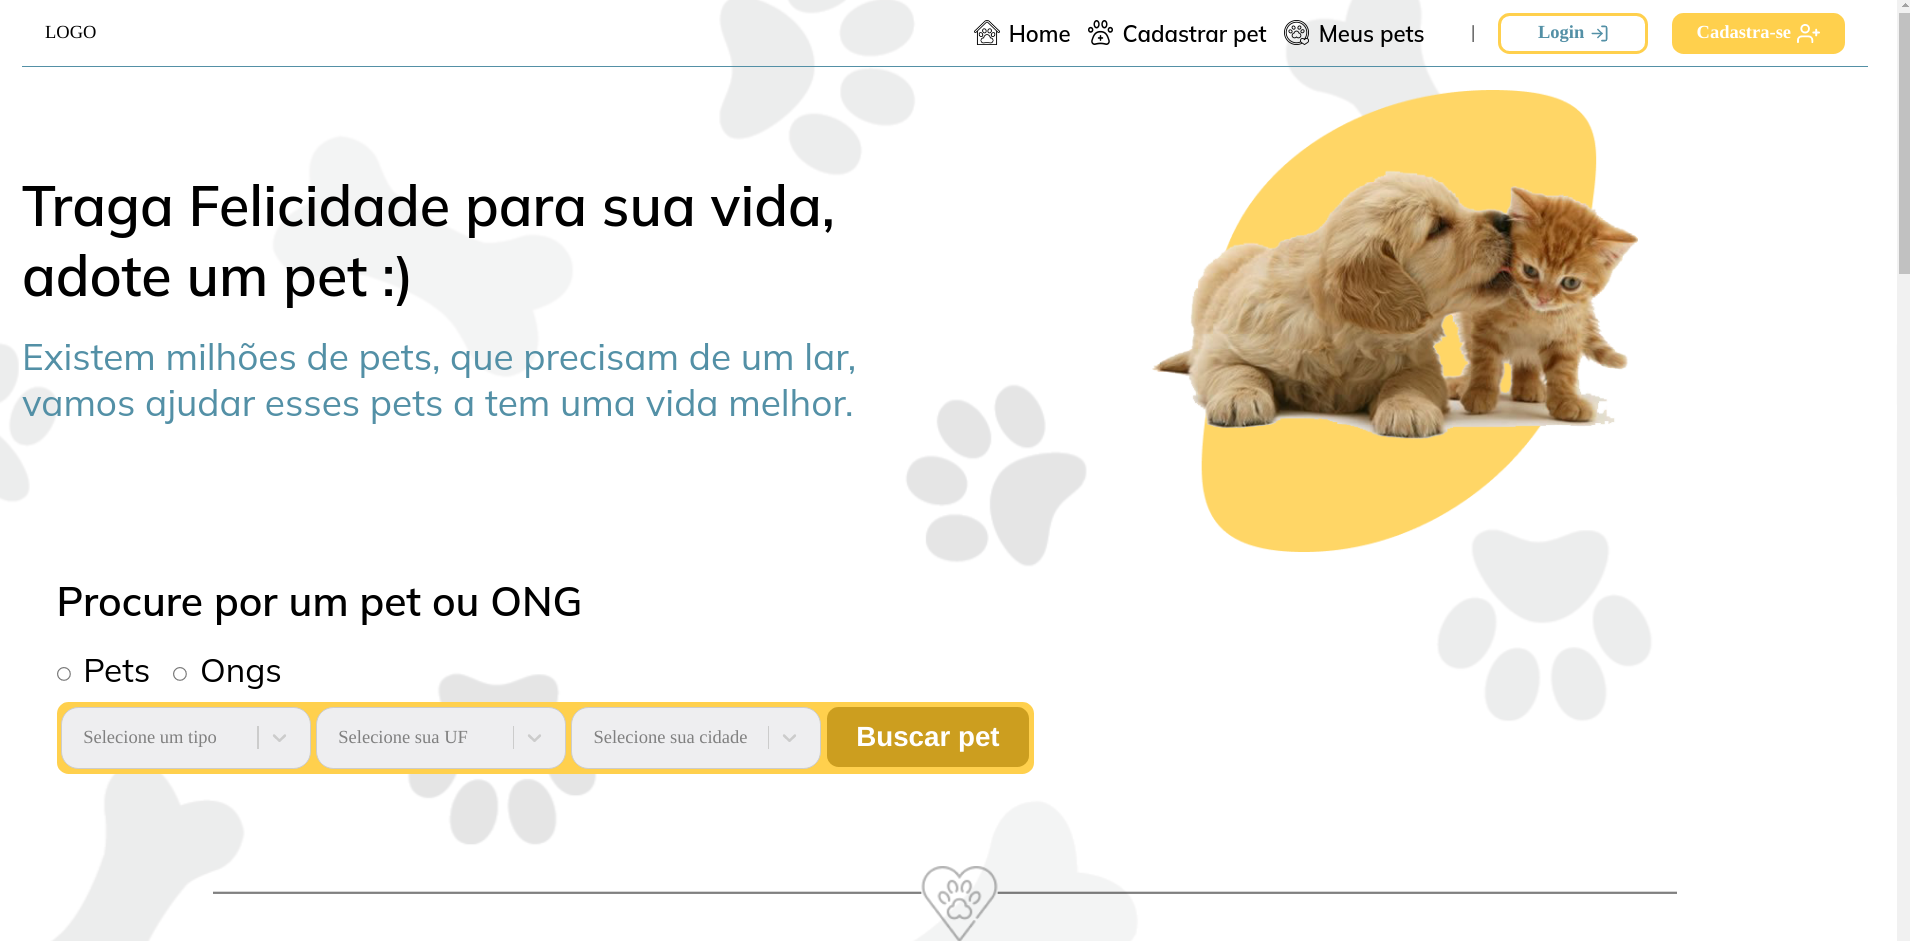 LOGO
Home
Cadastrar pet
Meus pets
|
Login
Cadastra-se
Traga Felicidade para sua vida,
adote um pet :)
Existem milhões de pets, que precisam de um lar,
vamos ajudar esses pets a tem uma vida melhor.
Procure por um pet ou ONG
Pets
Ongs
Selecione um tipo
Selecione sua UF
Selecione sua cidade
Buscar pet